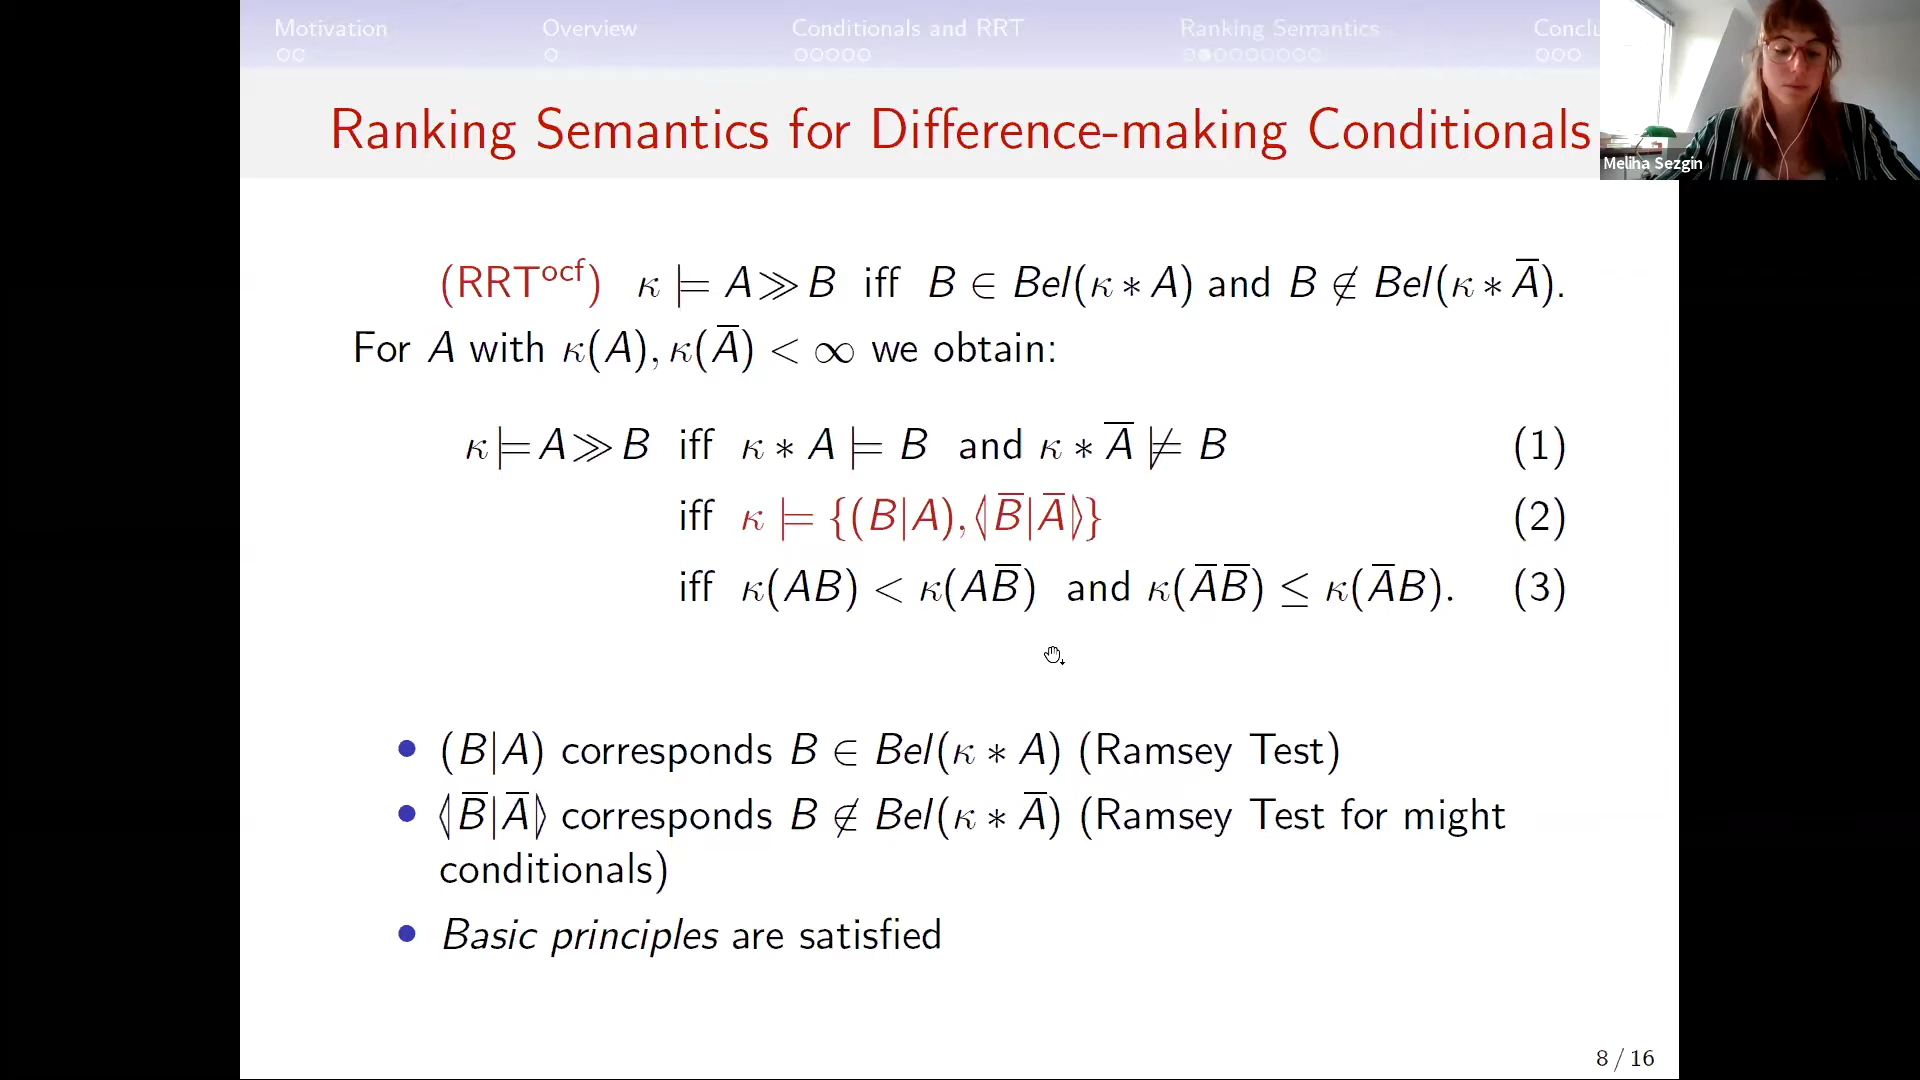 Motivation Overview Conditionals and RRT Ranking Semantics Conclu
Ranking Semantics for Difference-making Conditionals
Meliha Sezgin
(RRT^ocf) κ ⊨ A ≫ B iff B ∈ Bel(κ ∗ A) and B ∉ Bel(κ ∗ A̅).
For A with κ(A), κ(A̅) < ∞ we obtain:
κ ⊨ A ≫ B iff κ ∗ A ⊨ B and κ ∗ A̅ ⊭ B (1)
iff κ ⊨ {(B|A), ⦉B̅|A̅⦊} (2)
iff κ(AB) < κ(AB̅) and κ(A̅B̅) ≤ κ(A̅B). (3)
• (B|A) corresponds B ∈ Bel(κ ∗ A) (Ramsey Test)
• ⦉B̅|A̅⦊ corresponds B ∉ Bel(κ ∗ A̅) (Ramsey Test for might
conditionals)
• Basic principles are satisfied
8 / 16